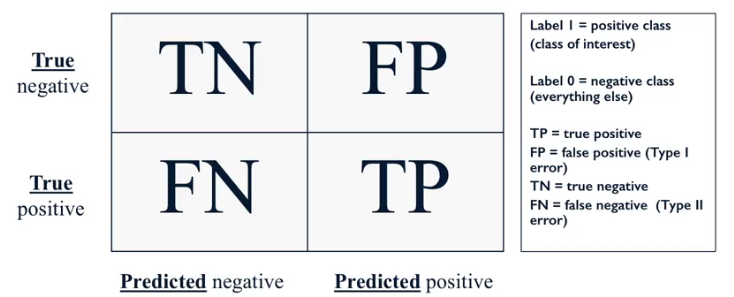 True
negative
TN
FP
True
positive
FN
TP
Predicted negative
Predicted positive
Label 1 = positive class
(class of interest)
Label 0 = negative class
(everything else)
TP = true positive
FP = false positive (Type I
error)
TN = true negative
FN = false negative (Type II
error)